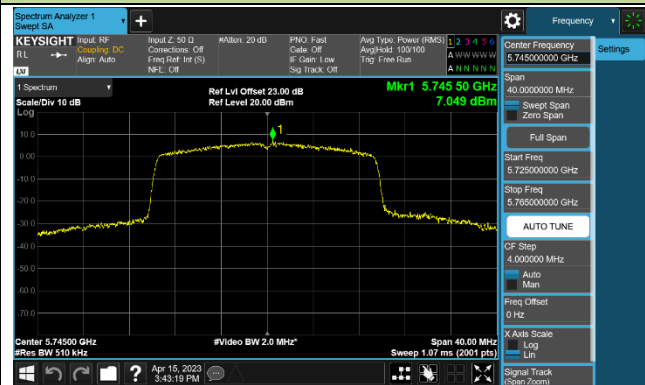 Spectrum Analyzer 1
Swept SA
Frequency
KEYSIGHT
RL
LXI
Input: RF
Coupling: DC
Align: Auto
Input Z: 50 Ω
Corrections: Off
Freq Ref: Int (S)
NFE: Off
#Atten: 20 dB
PNO: Fast
Gate: Off
IF Gain: Low
Sig Track: Off
Avg Type: Power (RMS)
Avg|Hold: 100/100
Trig: Free Run
1 2 3 4 5 6
A W W W W W
A N N N N N
Center Frequency
5.745000000 GHz
Settings
Span
40.0000000 MHz
Swept Span
Zero Span
Full Span
Start Freq
5.725000000 GHz
Stop Freq
5.765000000 GHz
AUTO TUNE
CF Step
4.000000 MHz
Auto
Man
Freq Offset
0 Hz
X Axis Scale
Log
Lin
Signal Track
(Span Zoom)
1 Spectrum
Scale/Div 10 dB
Log
Ref Lvl Offset 23.00 dB
Ref Level 20.00 dBm
Mkr1 5.745 50 GHz
7.049 dBm
1
10.0
0.00
-10.0
-20.0
-30.0
-40.0
-50.0
-60.0
-70.0
Center 5.74500 GHz
#Res BW 510 kHz
#Video BW 2.0 MHz*
Span 40.00 MHz
Sweep 1.07 ms (2001 pts)
?
Apr 15, 2023
3:43:19 PM